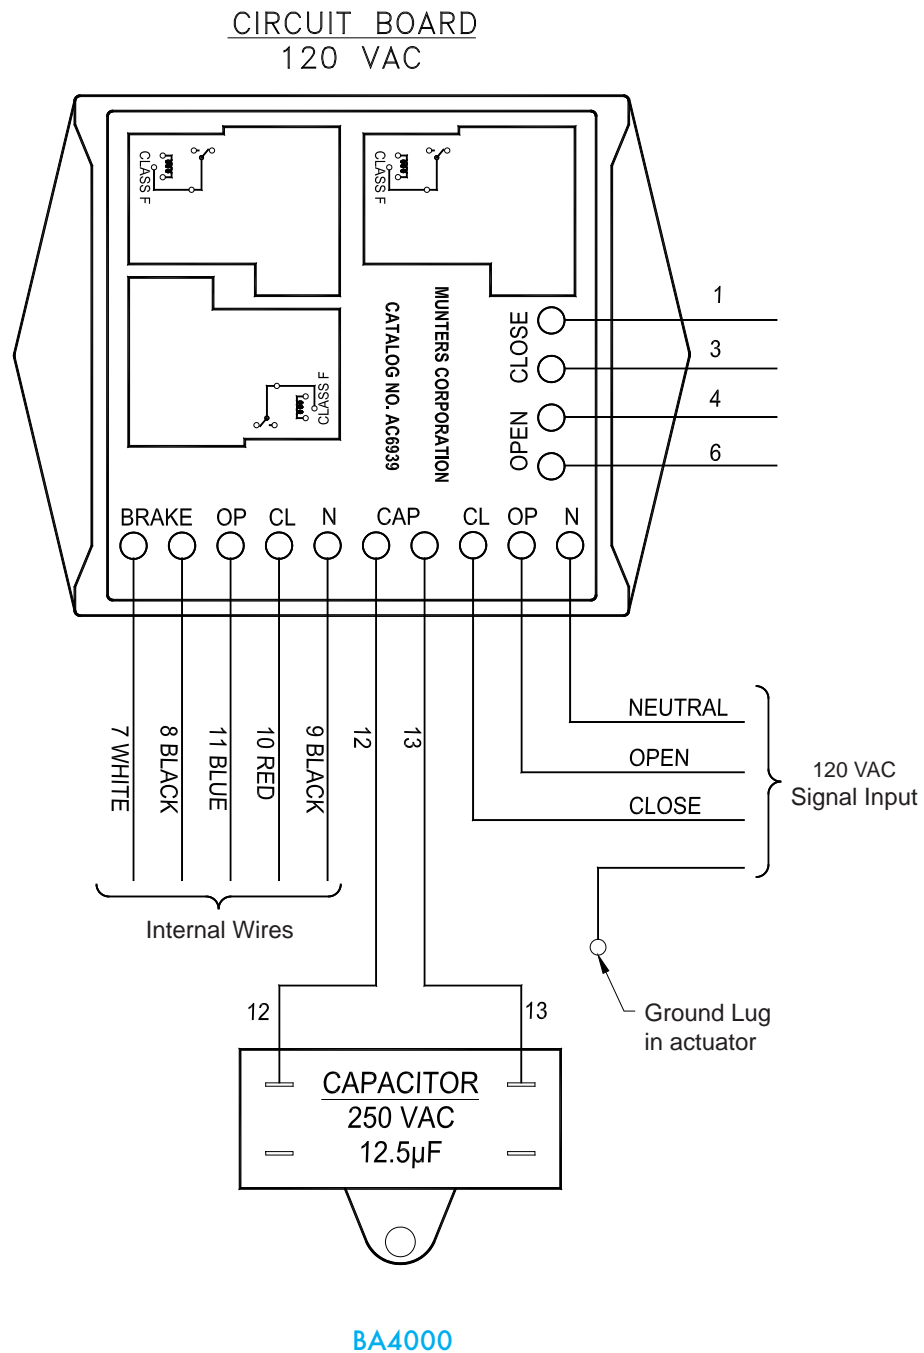 CIRCUIT BOARD
120 VAC
CLASS F
CLASS F
CLASS F
MUNTERS CORPORATION
CATALOG NO. AC6939
CLOSE
OPEN
1
3
4
6
BRAKE OP CL N CAP CL OP N
7 WHITE
8 BLACK
11 BLUE
10 RED
9 BLACK
12
13
NEUTRAL
OPEN
CLOSE
120 VAC
Signal Input
Internal Wires
12
13
Ground Lug
in actuator
CAPACITOR
250 VAC
12.5µF
BA4000